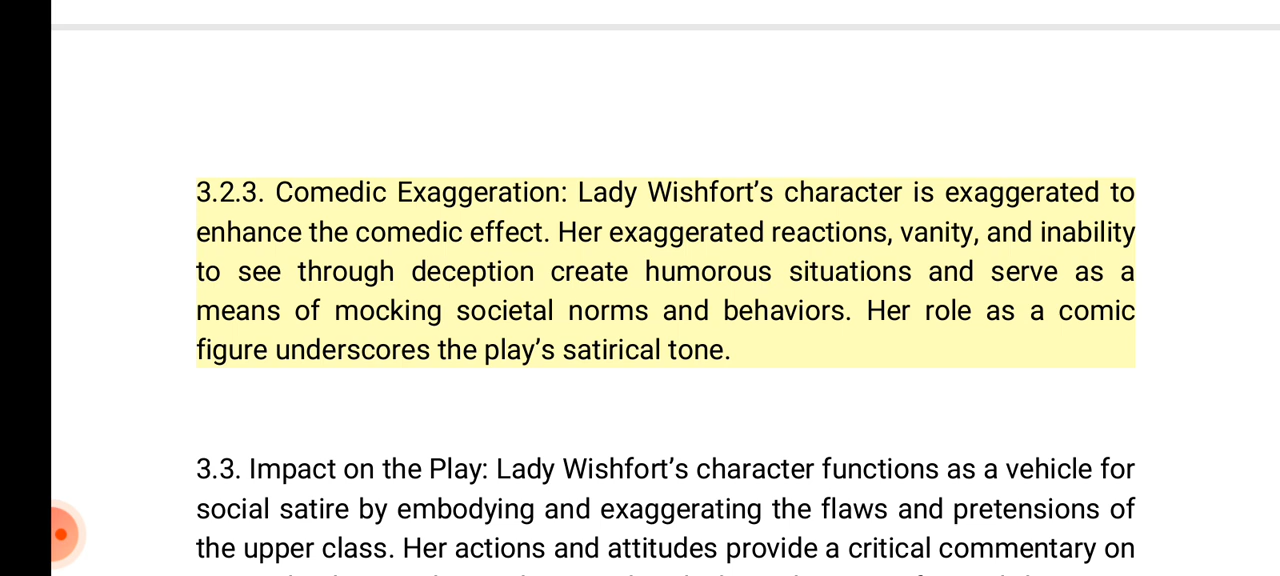 3.2.3. Comedic Exaggeration: Lady Wishfort’s character is exaggerated to
enhance the comedic effect. Her exaggerated reactions, vanity, and inability
to see through deception create humorous situations and serve as a
means of mocking societal norms and behaviors. Her role as a comic
figure underscores the play’s satirical tone.
3.3. Impact on the Play: Lady Wishfort’s character functions as a vehicle for
social satire by embodying and exaggerating the flaws and pretensions of
the upper class. Her actions and attitudes provide a critical commentary on